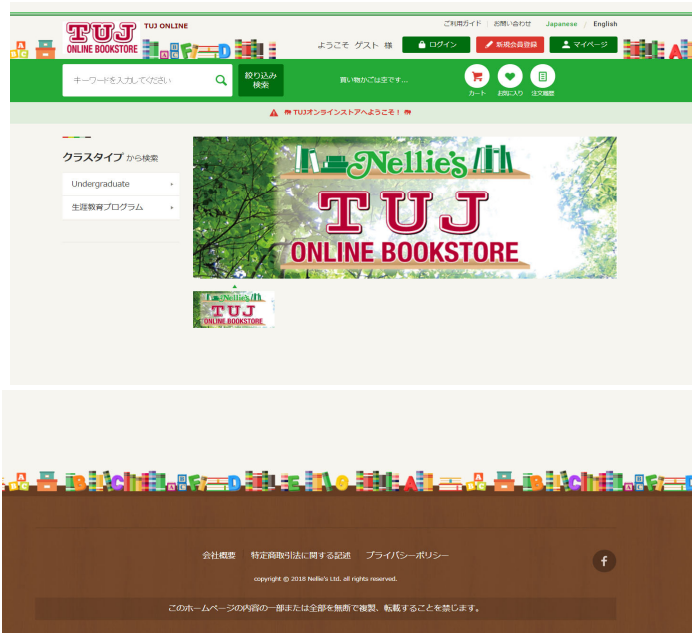 TUJ
ONLINE BOOKSTORE
TUJ ONLINE
ご利用ガイド
お問い合わせ
Japanese / English
ようこそ ゲスト 様
ログイン
新規会員登録
マイページ
キーワードを入力してください
絞り込み
検索
買い物かごは空です...
カート
お気に入り
注文履歴
TUJオンラインストアへようこそ！
クラスタイプ から検索
Undergraduate
生涯教育プログラム
Nellie's
TUJ
ONLINE BOOKSTORE
Nellie's
TUJ
ONLINE BOOKSTORE
会社概要
特定商取引法に関する記述
プライバシーポリシー
copyright © 2018 Nellie's Ltd. all rights reserved.
このホームページの内容の一部または全部を無断で複製、転載することを禁じます。